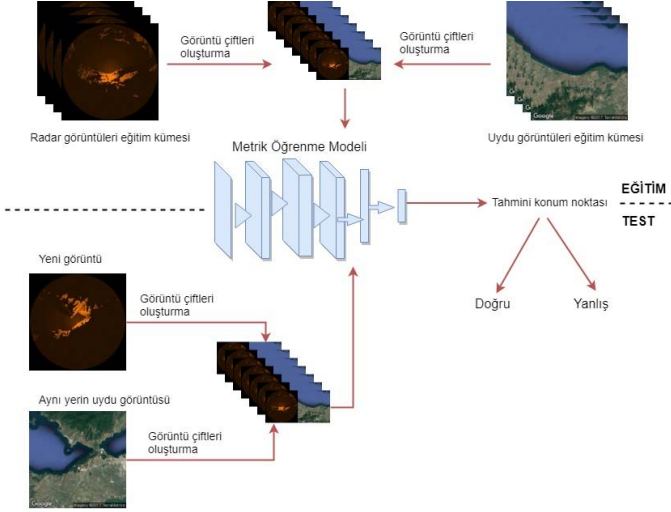 Görüntü çiftleri
oluşturma
Görüntü çiftleri
oluşturma
Google
Radar görüntüleri eğitim kümesi
Uydu görüntüleri eğitim kümesi
Metrik Öğrenme Modeli
EĞİTİM
Tahmini konum noktası
TEST
Yeni görüntü
Görüntü çiftleri
oluşturma
Doğru
Yanlış
Aynı yerin uydu görüntüsü
Görüntü çiftleri
oluşturma
Google